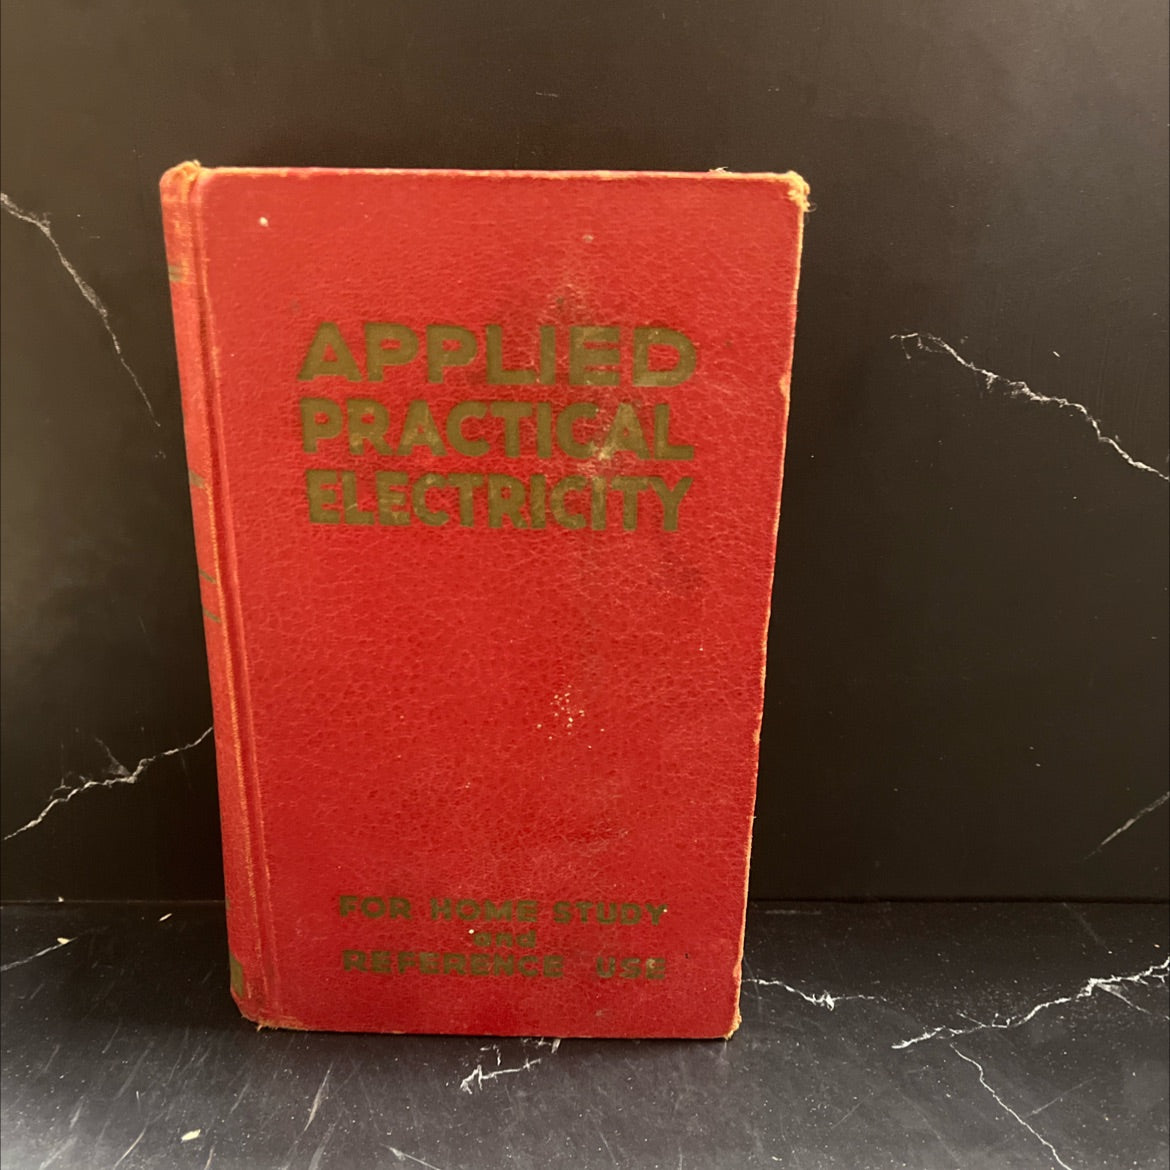 APPLIED
PRACTICAL
ELECTRICITY
FOR HOME STUDY
and
REFERENCE USE